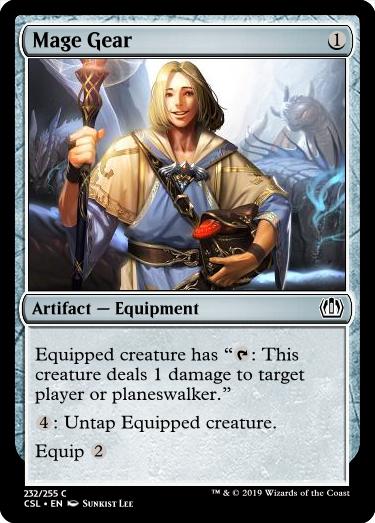 Mage Gear 1
Artifact — Equipment
Equipped creature has “: This
creature deals 1 damage to target
player or planeswalker.”
4: Untap Equipped creature.
Equip 2
232/255 C
CSL • EN Sunkist Lee
™ & © 2019 Wizards of the Coast